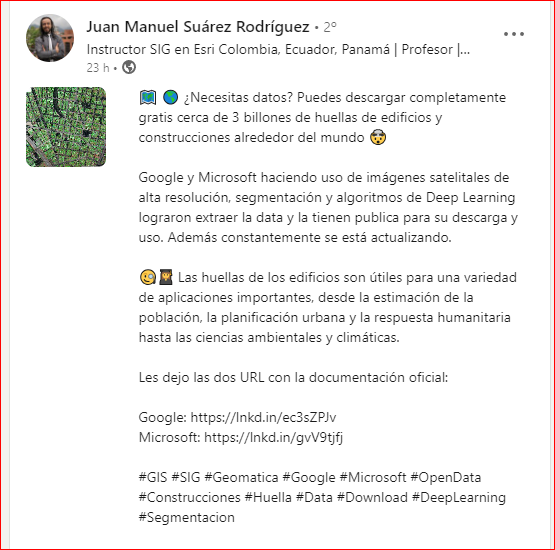 Juan Manuel Suárez Rodríguez • 2º
Instructor SIG en Esri Colombia, Ecuador, Panamá | Profesor |...
23 h •
¿Necesitas datos? Puedes descargar completamente
gratis cerca de 3 billones de huellas de edificios y
construcciones alrededor del mundo
Google y Microsoft haciendo uso de imágenes satelitales de
alta resolución, segmentación y algoritmos de Deep Learning
lograron extraer la data y la tienen publica para su descarga y
uso. Además constantemente se está actualizando.
Las huellas de los edificios son útiles para una variedad
de aplicaciones importantes, desde la estimación de la
población, la planificación urbana y la respuesta humanitaria
hasta las ciencias ambientales y climáticas.
Les dejo las dos URL con la documentación oficial:
Google: https://lnkd.in/ec3sZPJv
Microsoft: https://lnkd.in/gvV9tjfj
#GIS #SIG #Geomatica #Google #Microsoft #OpenData
#Construcciones #Huella #Data #Download #DeepLearning
#Segmentacion